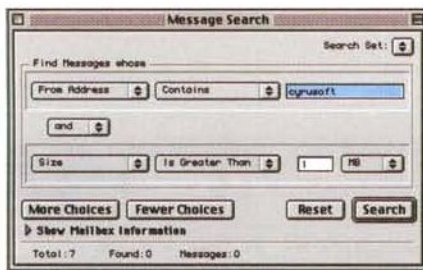 Message Search
Search Set:
Find Messages whose
From Address Contains cyrusoft
and
Size Is Greater Than 1 MB
More Choices Fewer Choices Reset Search
Show Mailbox Information
Total:7 Found:0 Messages:0